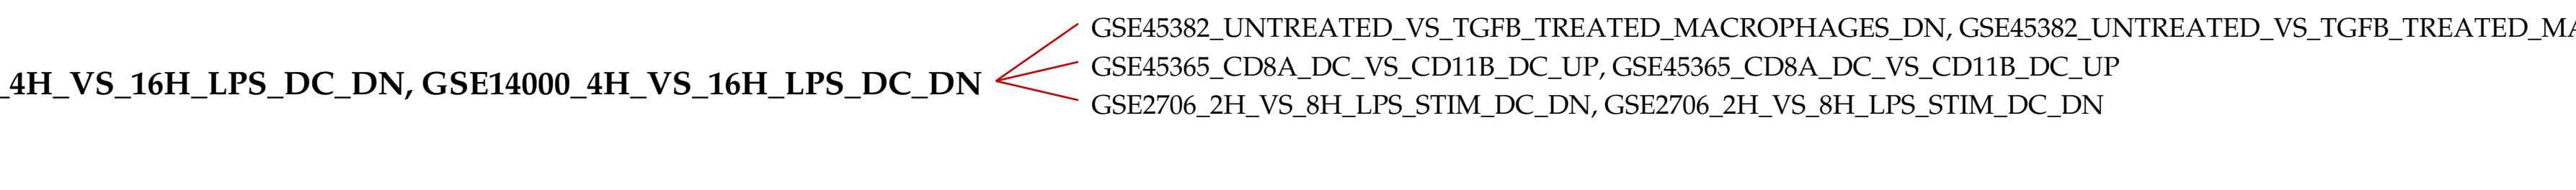 GSE45382_UNTREATED_VS_TGFB_TREATED_MACROPHAGES_DN, GSE45382_UNTREATED_VS_TGFB_TREATED_MA
_4H_VS_16H_LPS_DC_DN, GSE14000_4H_VS_16H_LPS_DC_DN
GSE45365_CD8A_DC_VS_CD11B_DC_UP, GSE45365_CD8A_DC_VS_CD11B_DC_UP
GSE2706_2H_VS_8H_LPS_STIM_DC_DN, GSE2706_2H_VS_8H_LPS_STIM_DC_DN